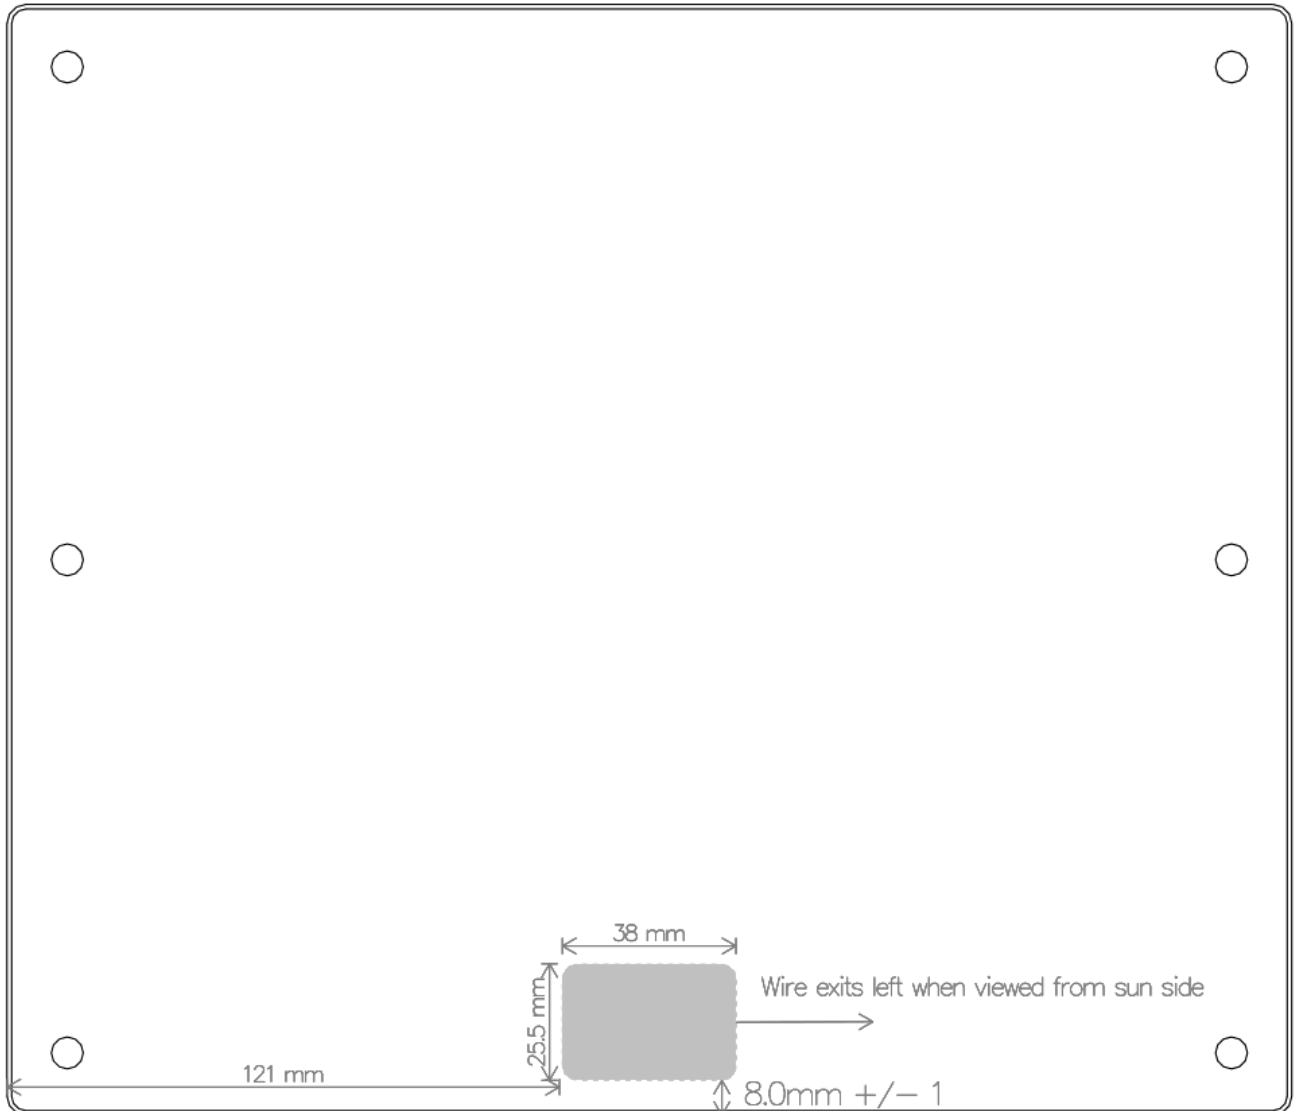 38 mm
Wire exits left when viewed from sun side
25.5 mm
121 mm
8.0mm +/- 1